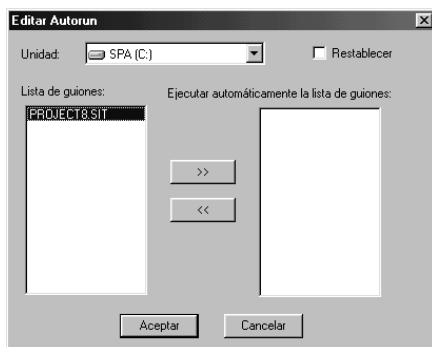 Editar Autorun
Unidad: SPA (C:) Restablecer
Lista de guiones: Ejecutar automáticamente la lista de guiones:
PROJECT8.SIT
>>
<<
Aceptar Cancelar